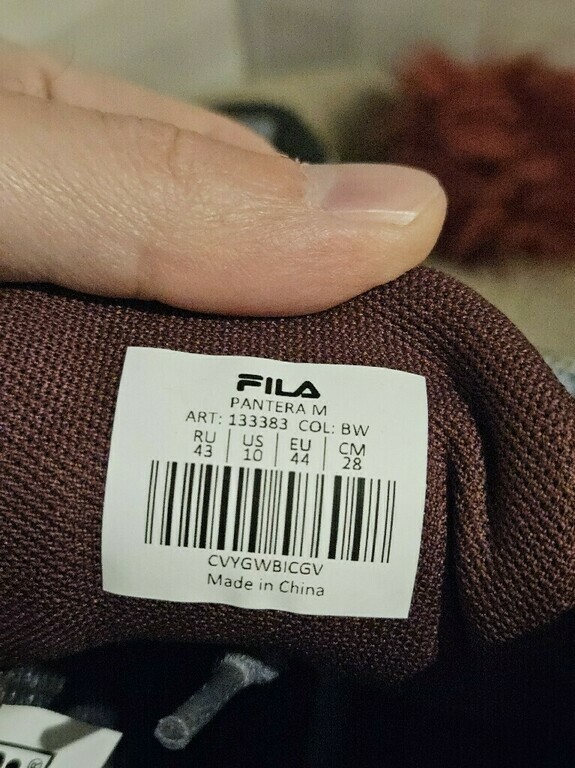 FILA
PANTERA M
ART: 133383 COL: BW
RU US EU CM
43 10 44 28
CVYGWBICGV
Made in China